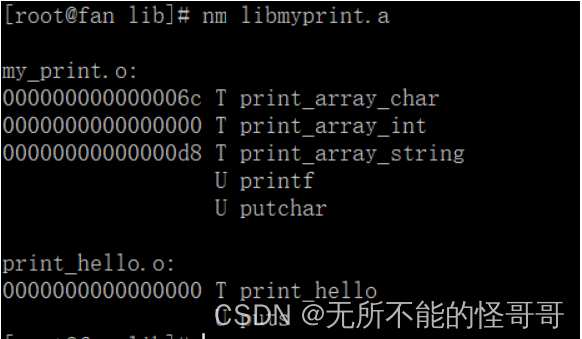 [root@fan lib]# nm libmyprint.a
my_print.o:
000000000000006c T print_array_char
0000000000000000 T print_array_int
00000000000000d8 T print_array_string
U printf
U putchar
print_hello.o:
0000000000000000 T print_hello
U puts
CSDN @无所不能的怪哥哥